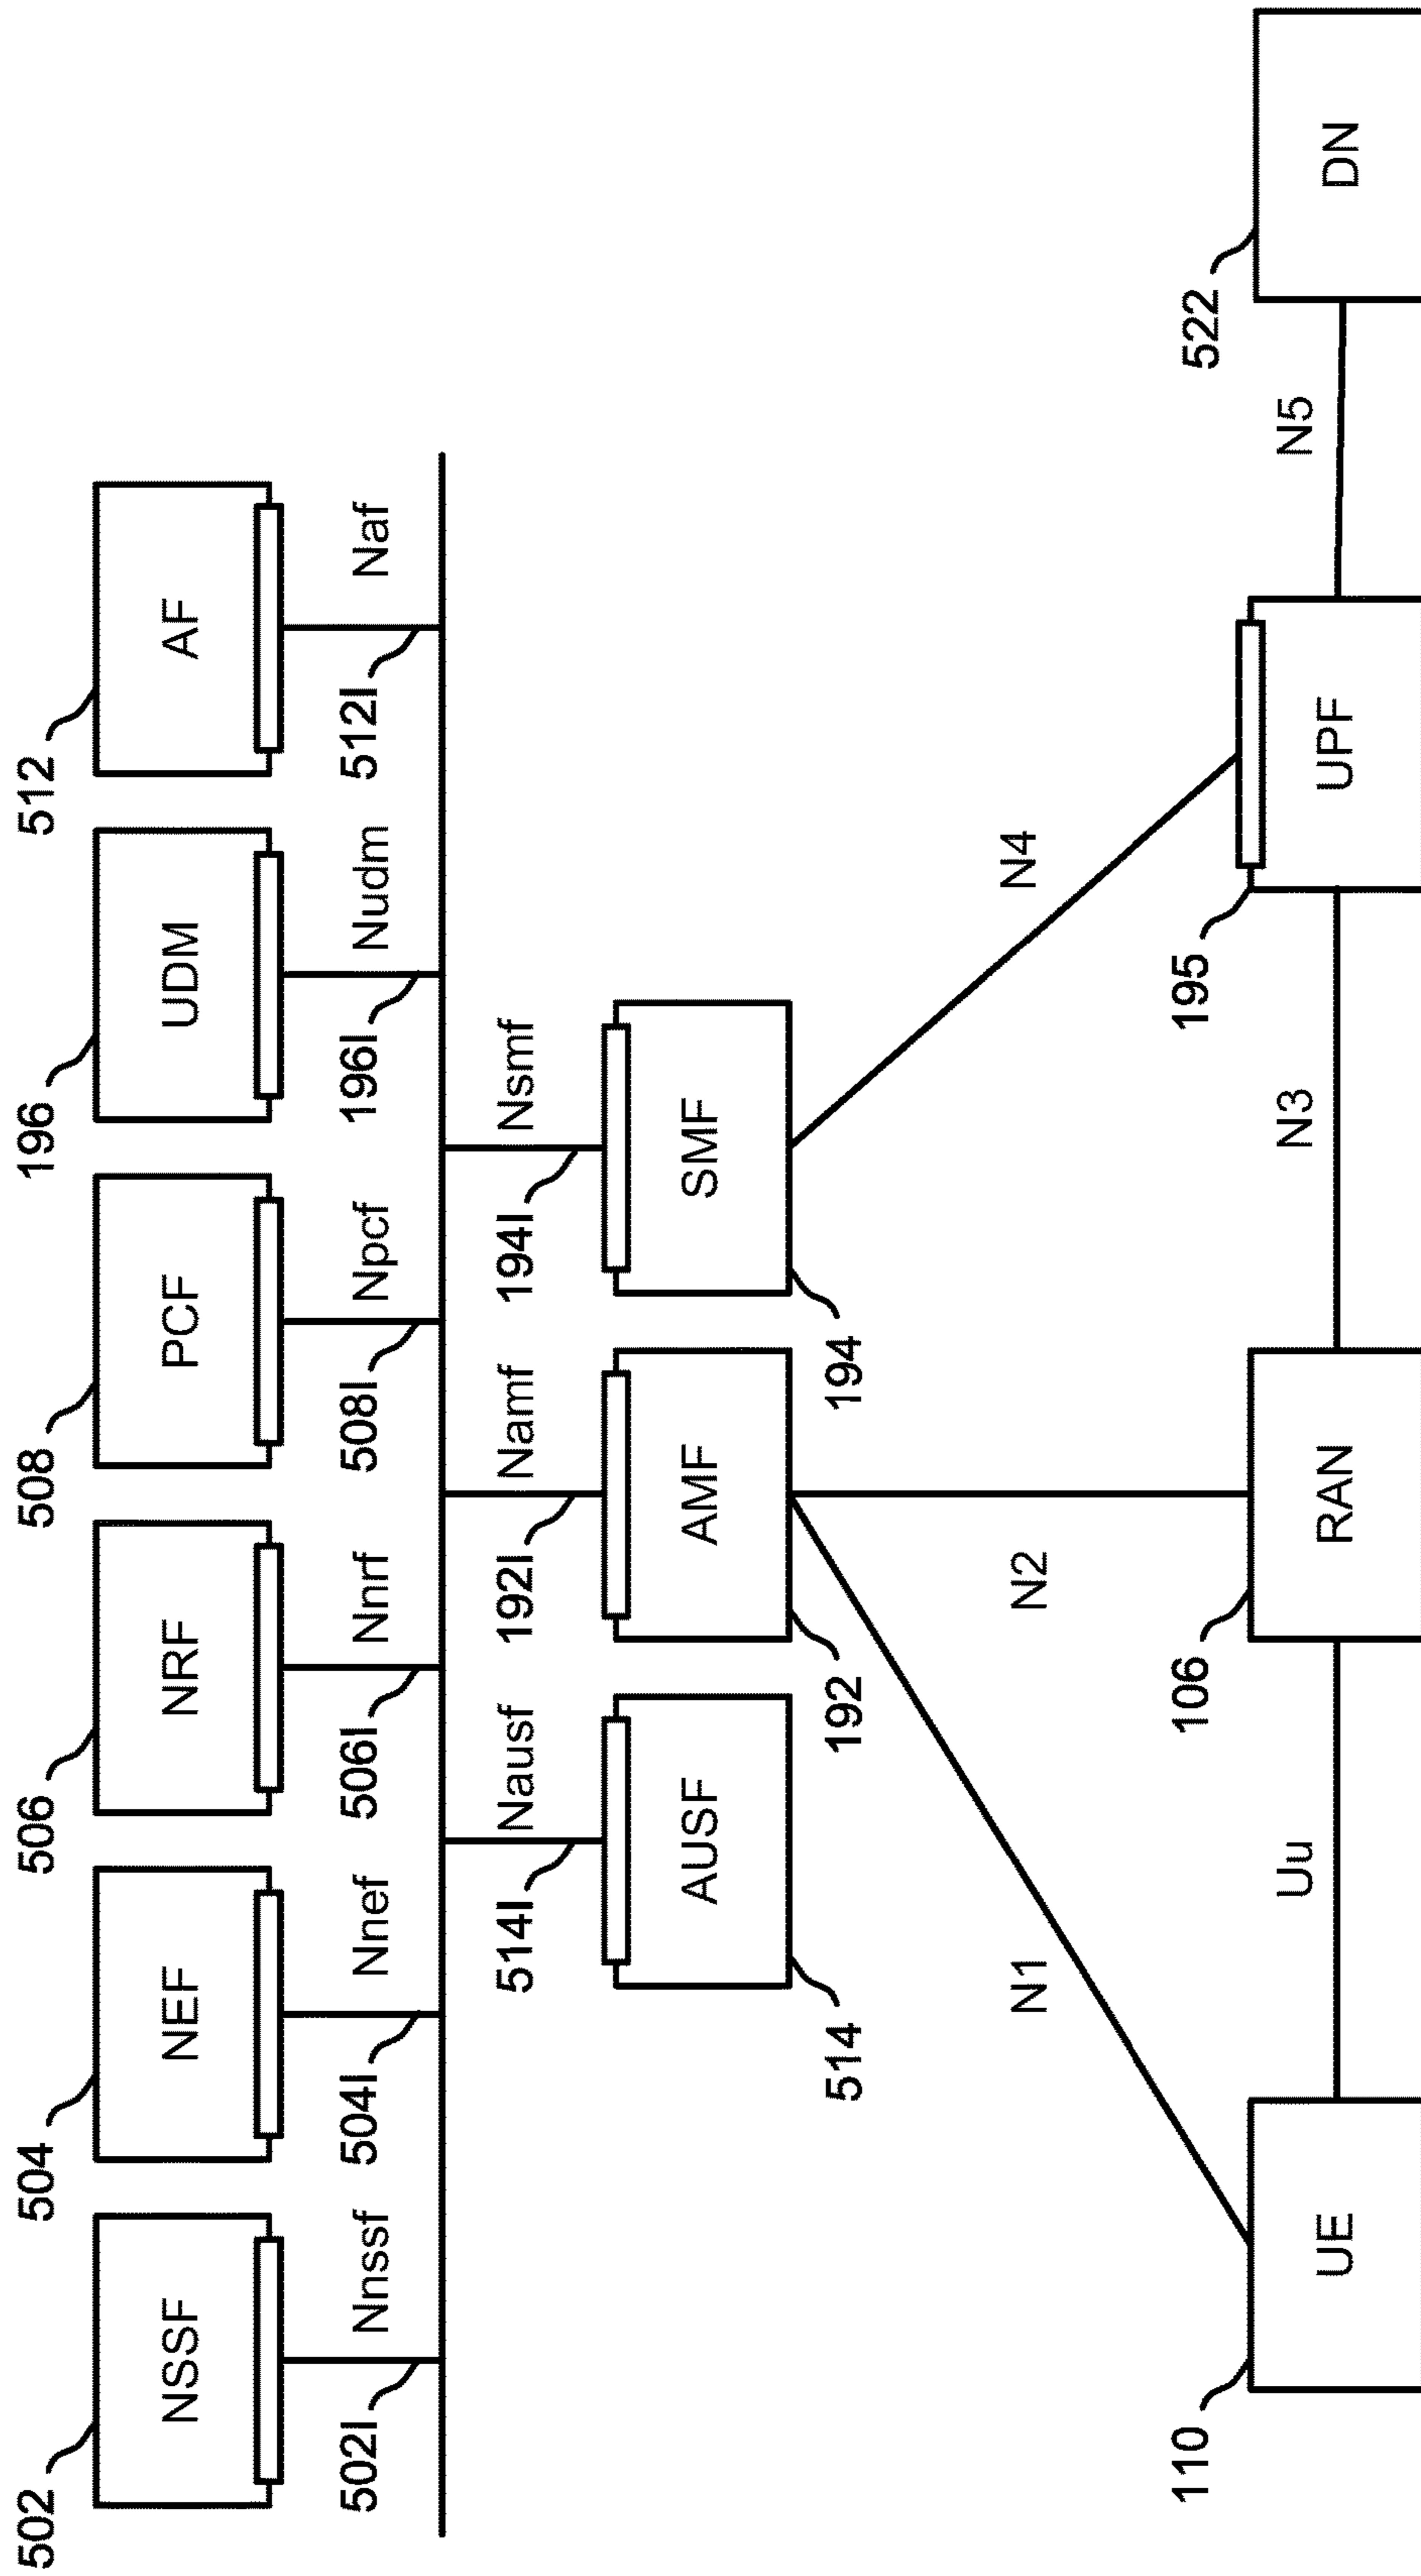 502 504 506 508 196 512
NSSF NEF NRF PCF UDM AF
502I Nnssf 504I Nnef 506I Nnrf 508I Npcf 196I Nudm 512I Naf
514I Nausf 192I Namf 194I Nsmf
AUSF AMF SMF
514 192 194
N1 N2 N4
110 106 195 522
Uu N3 N5
UE RAN UPF DN